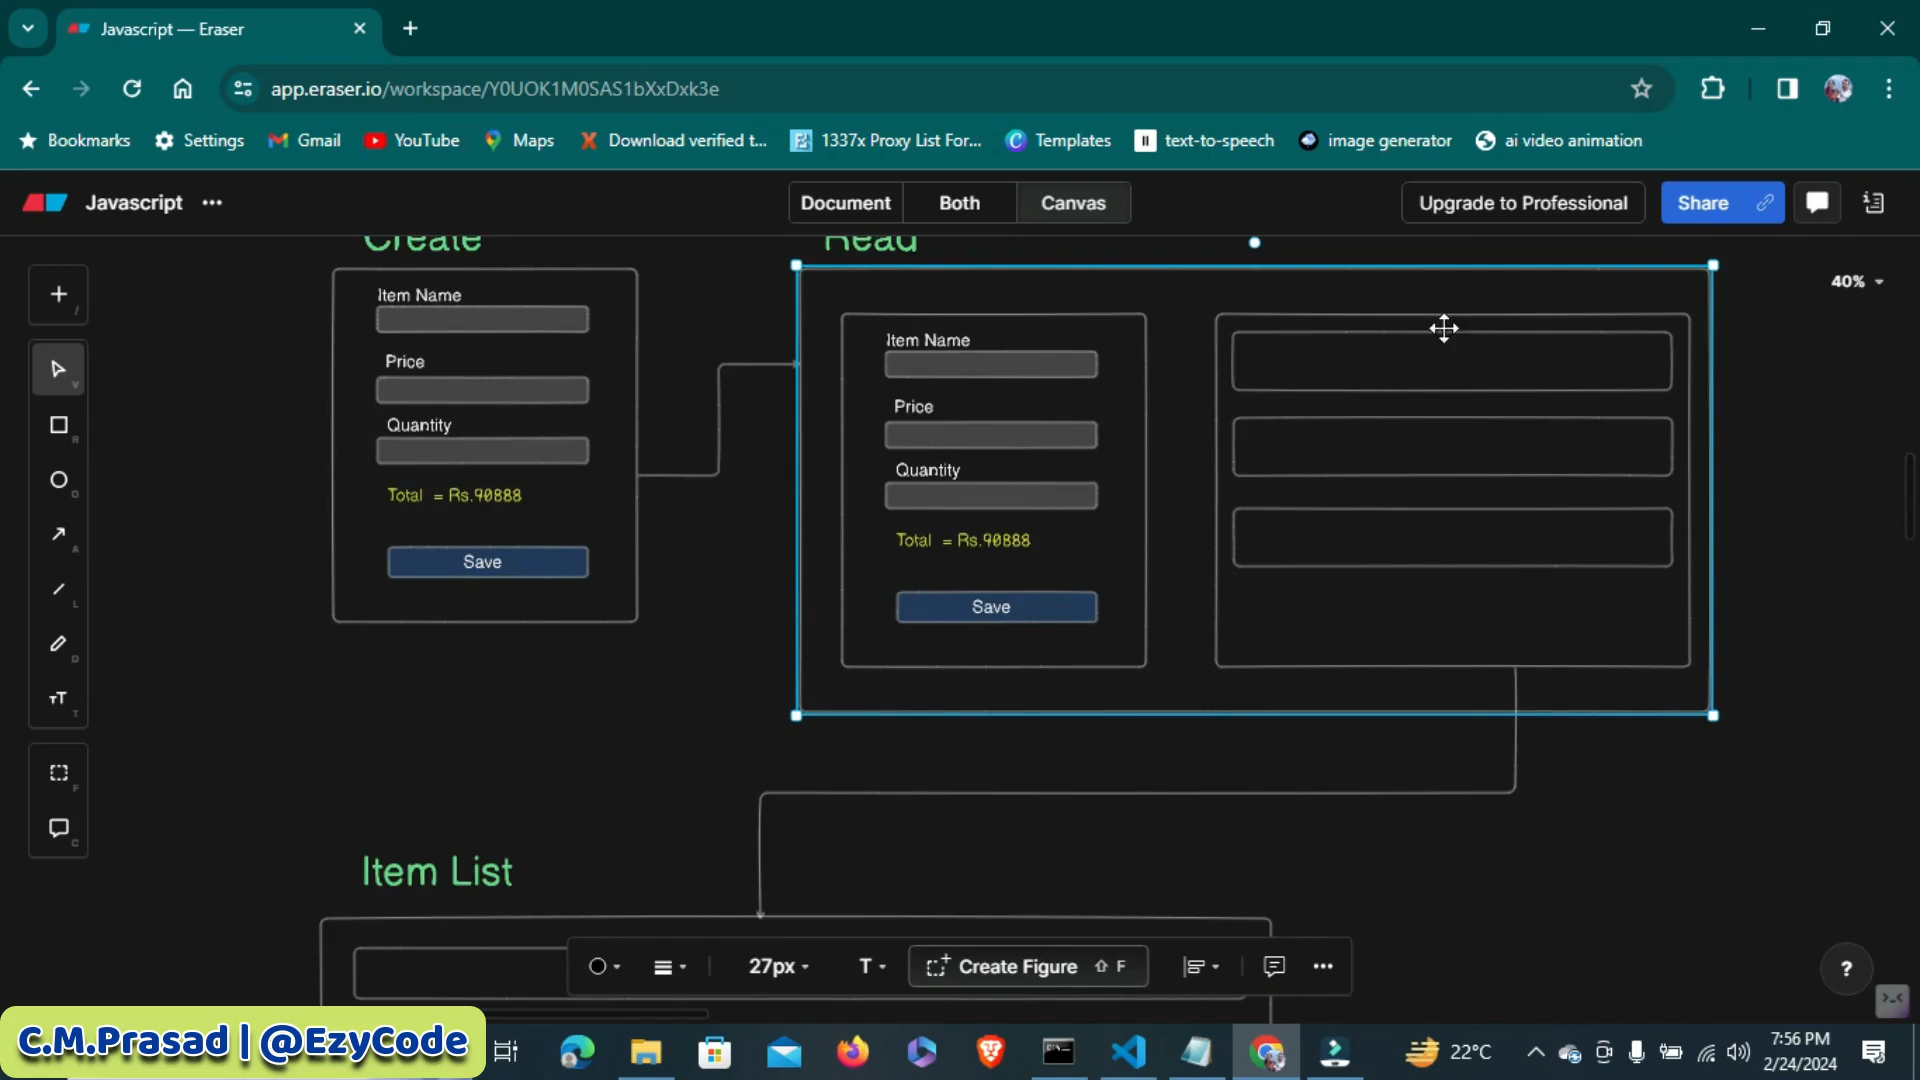 Javascript — Eraser
app.eraser.io/workspace/Y0UOK1M0SAS1bXxDxk3e
Bookmarks
Settings
Gmail
YouTube
Maps
Download verified t...
1337x Proxy List For...
Templates
text-to-speech
image generator
ai video animation
Javascript
Document
Both
Canvas
Upgrade to Professional
Share
Create
Read
40%
Item Name
Price
Quantity
Total = Rs.90888
Save
Item Name
Price
Quantity
Total = Rs.90888
Save
/
V
R
O
A
L
D
T
F
C
Item List
27px
T
Create Figure
F
?
C.M.Prasad | @EzyCode
22°C
7:56 PM
2/24/2024